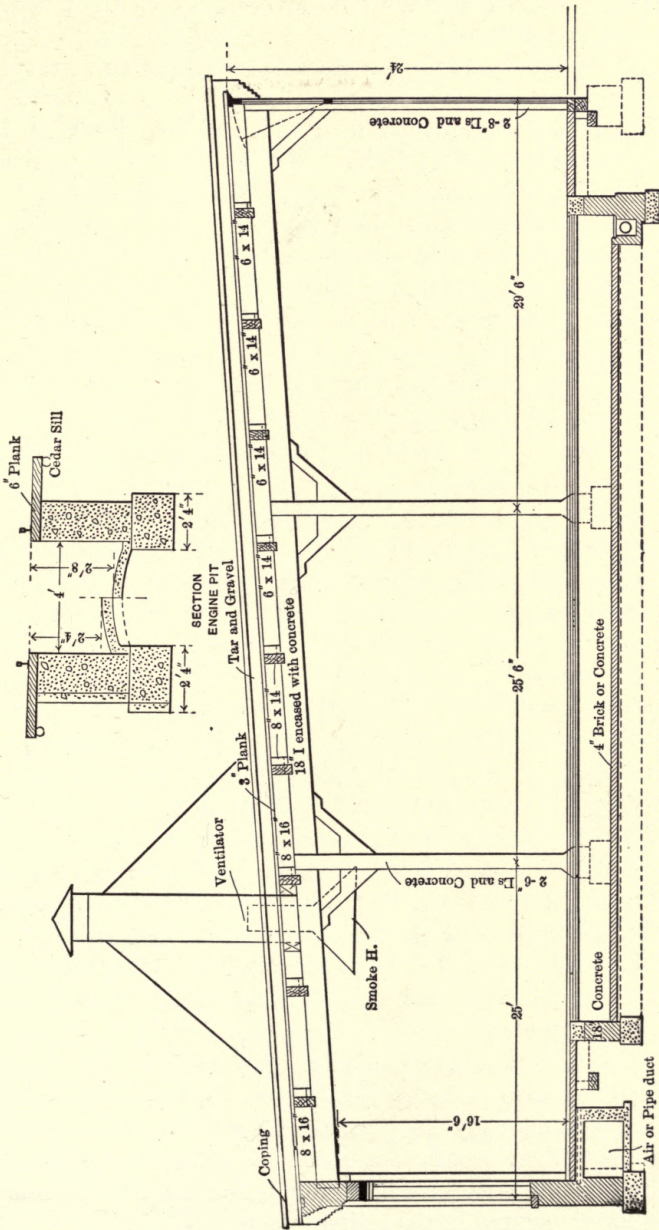 6" Plank
Cedar Sill
2' 8"
4'
2' 4"
2' 4"
2' 4"
SECTION
ENGINE PIT
Tar and Gravel
3" Plank
18" I encased with concrete
Ventilator
Smoke H.
Coping
8 x 16
8 x 16
8 x 14
6 x 14"
6 x 14"
6 x 14"
6 x 14"
24'
2-8" [s and Concrete
2-6" [s and Concrete
16' 6"
25'
25' 6"
29' 6"
18"
Concrete
4" Brick or Concrete
Air or Pipe duct